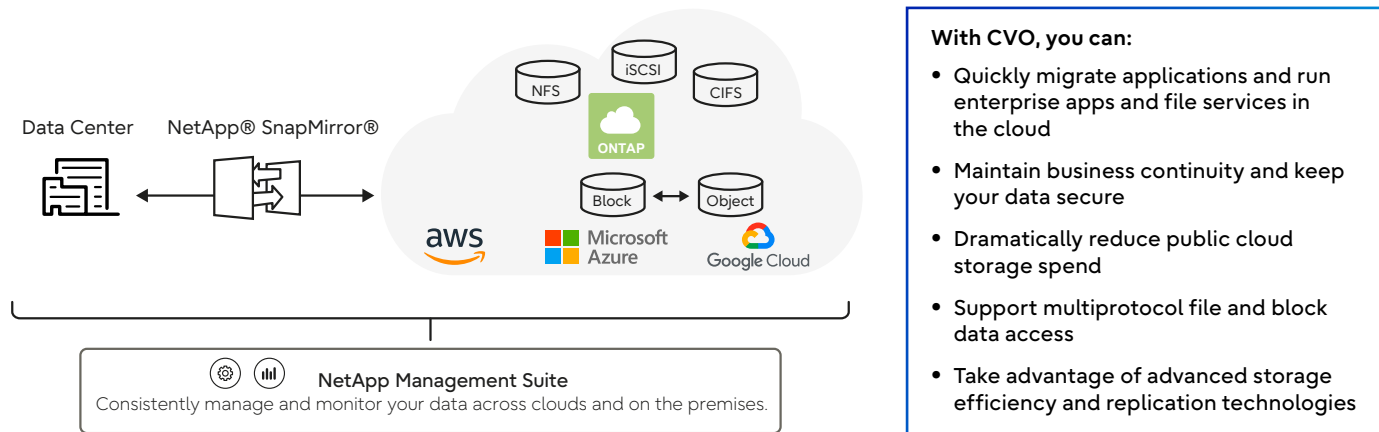 Data Center
NetApp® SnapMirror®
NFS
iSCSI
CIFS
ONTAP
Block
Object
aws
Microsoft
Azure
Google Cloud
NetApp Management Suite
Consistently manage and monitor your data across clouds and on the premises.
With CVO, you can:
• Quickly migrate applications and run
enterprise apps and file services in
the cloud
• Maintain business continuity and keep
your data secure
• Dramatically reduce public cloud
storage spend
• Support multiprotocol file and block
data access
• Take advantage of advanced storage
efficiency and replication technologies